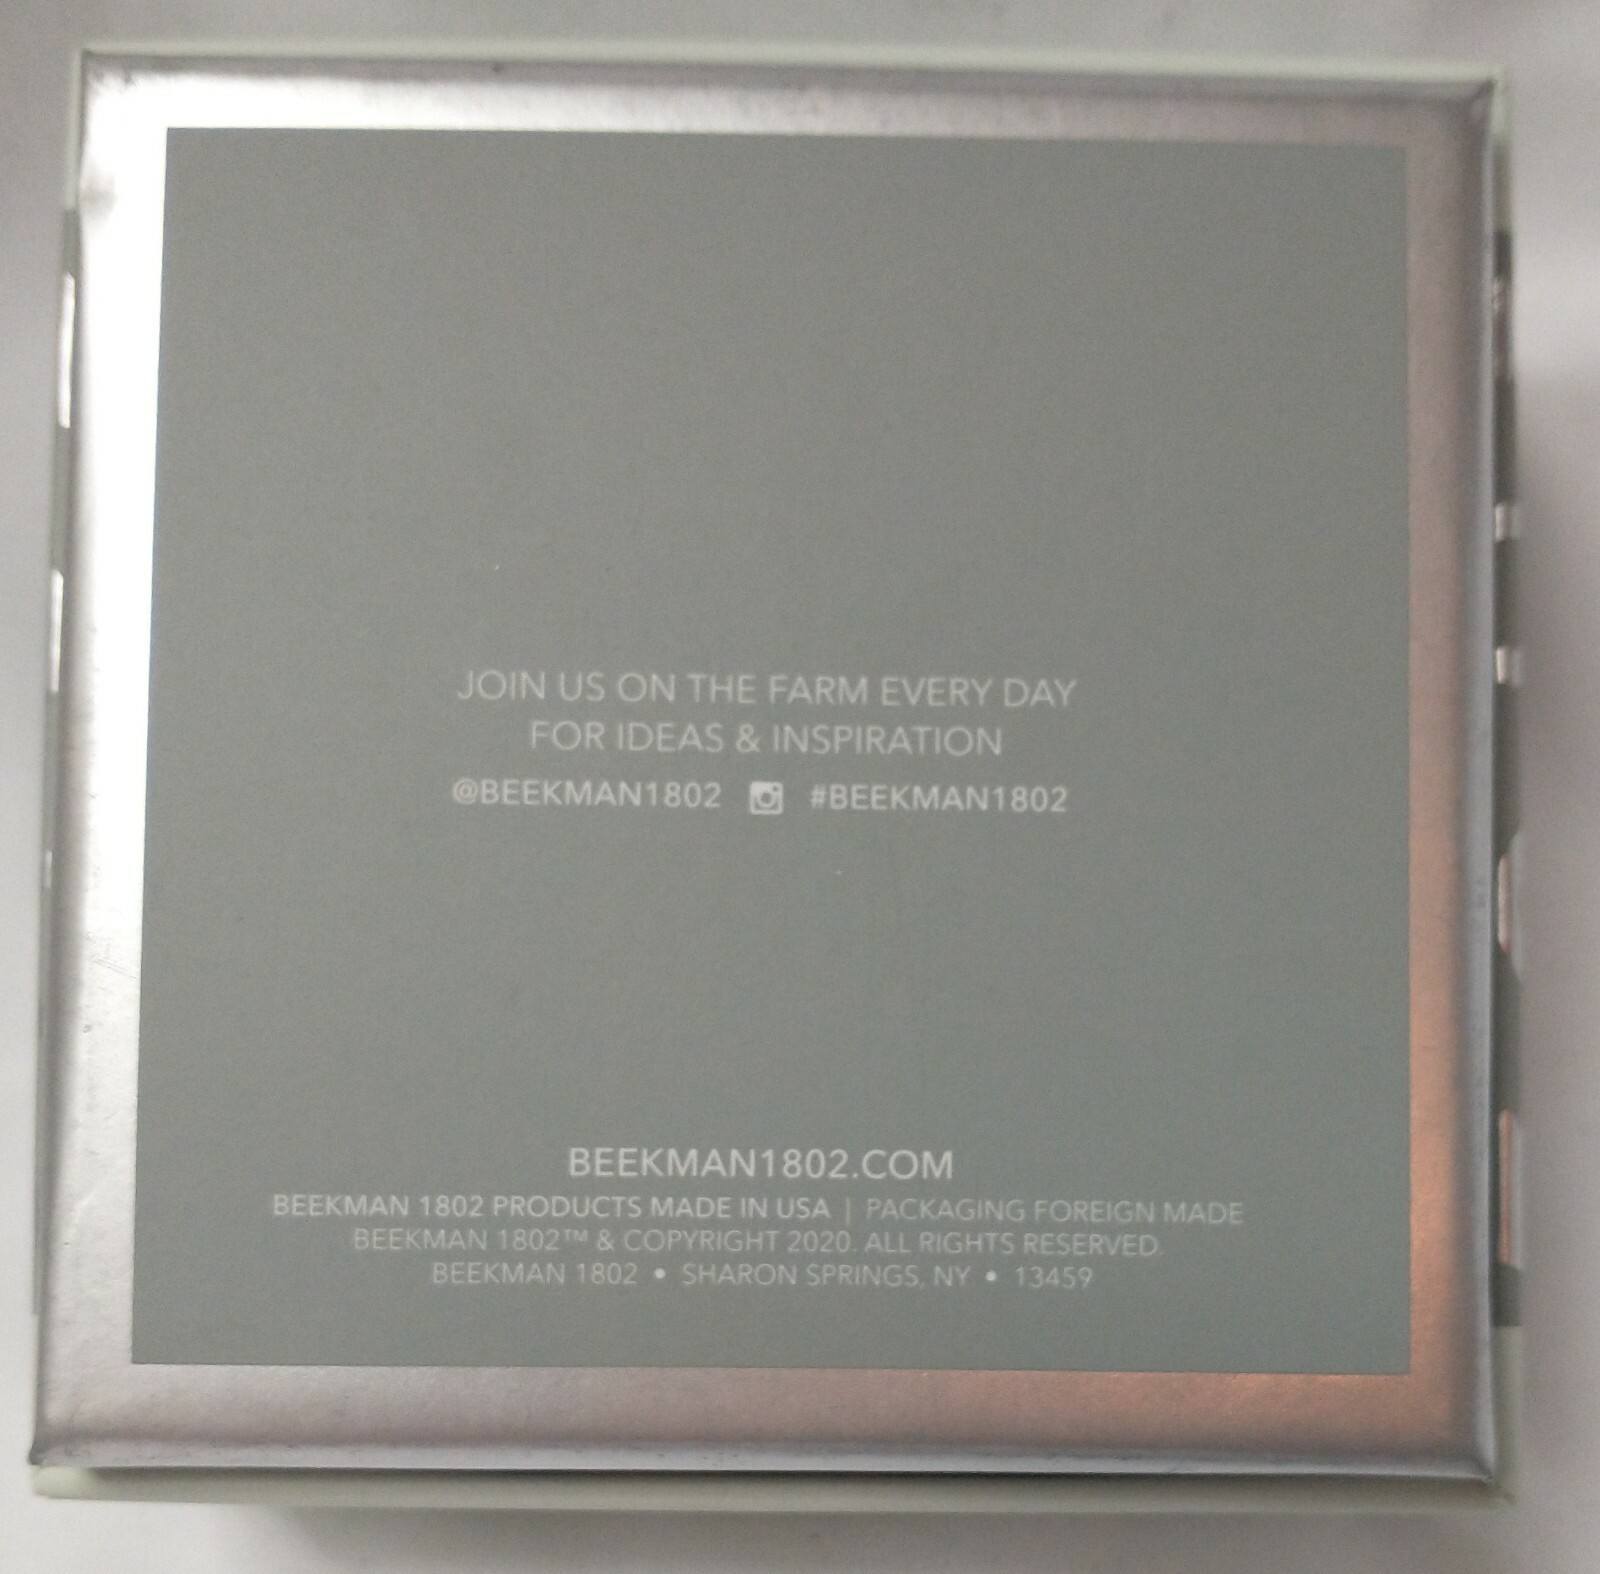 JOIN US ON THE FARM EVERY DAY
FOR IDEAS & INSPIRATION
@BEEKMAN1802 #BEEKMAN1802
BEEKMAN1802.COM
BEEKMAN 1802 PRODUCTS MADE IN USA | PACKAGING FOREIGN MADE
BEEKMAN 1802™ & COPYRIGHT 2020. ALL RIGHTS RESERVED.
BEEKMAN 1802 • SHARON SPRINGS, NY • 13459